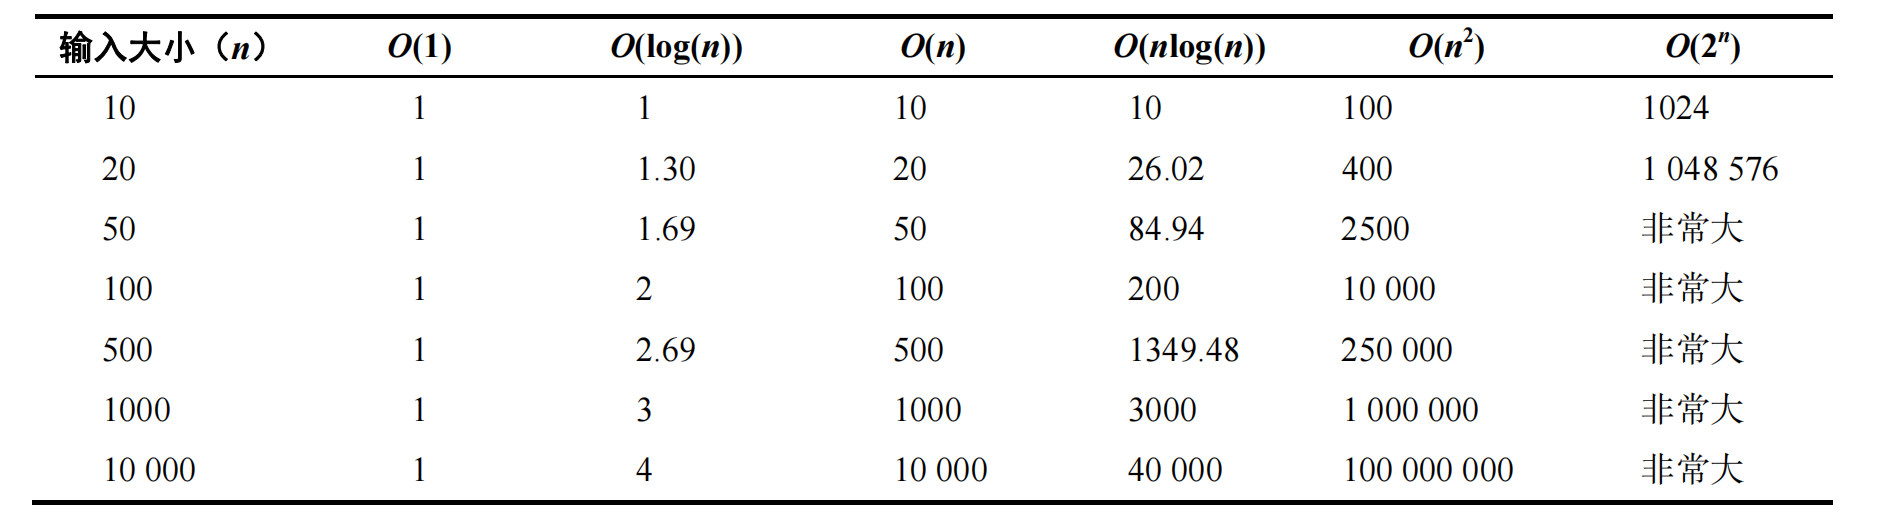 输入大小（n） O(1) O(log(n)) O(n) O(nlog(n)) O(n²) O(2ⁿ)
10 1 1 10 10 100 1024
20 1 1.30 20 26.02 400 1 048 576
50 1 1.69 50 84.94 2500 非常大
100 1 2 100 200 10 000 非常大
500 1 2.69 500 1349.48 250 000 非常大
1000 1 3 1000 3000 1 000 000 非常大
10 000 1 4 10 000 40 000 100 000 000 非常大